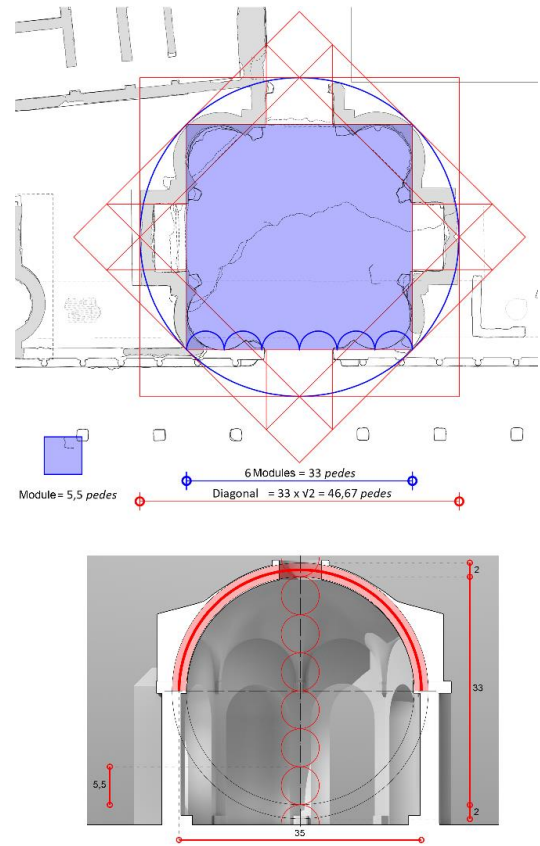 6 Modules = 33 pedes
Module = 5,5 pedes
Diagonal = 33 x √2 = 46,67 pedes
2
33
5,5
2
35